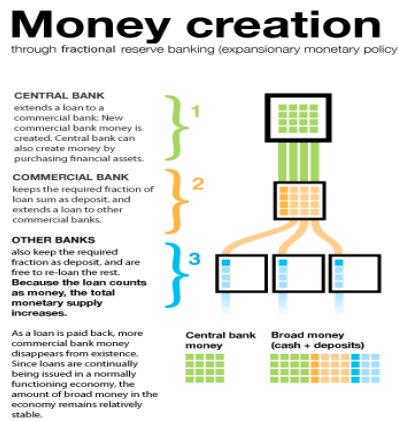 Money creation
through fractional reserve banking (expansionary monetary policy)
CENTRAL BANK
extends a loan to a
commercial bank: New
commercial bank money is
created. Central bank can
also create money by
purchasing financial assets.
1
COMMERCIAL BANK
keeps the required fraction of
loan sum as deposit, and
extends a loan to other
commercial banks.
2
OTHER BANKS
also keep the required
fraction as deposit, and are
free to re-loan the rest.
Because the loan counts
as money, the total
monetary supply
increases.
3
As a loan is paid back, more
commercial bank money
disappears from existence.
Since loans are continually
being issued in a normally
functioning economy, the
amount of broad money in the
economy remains relatively
stable.
Central bank
money
Broad money
(cash + deposits)